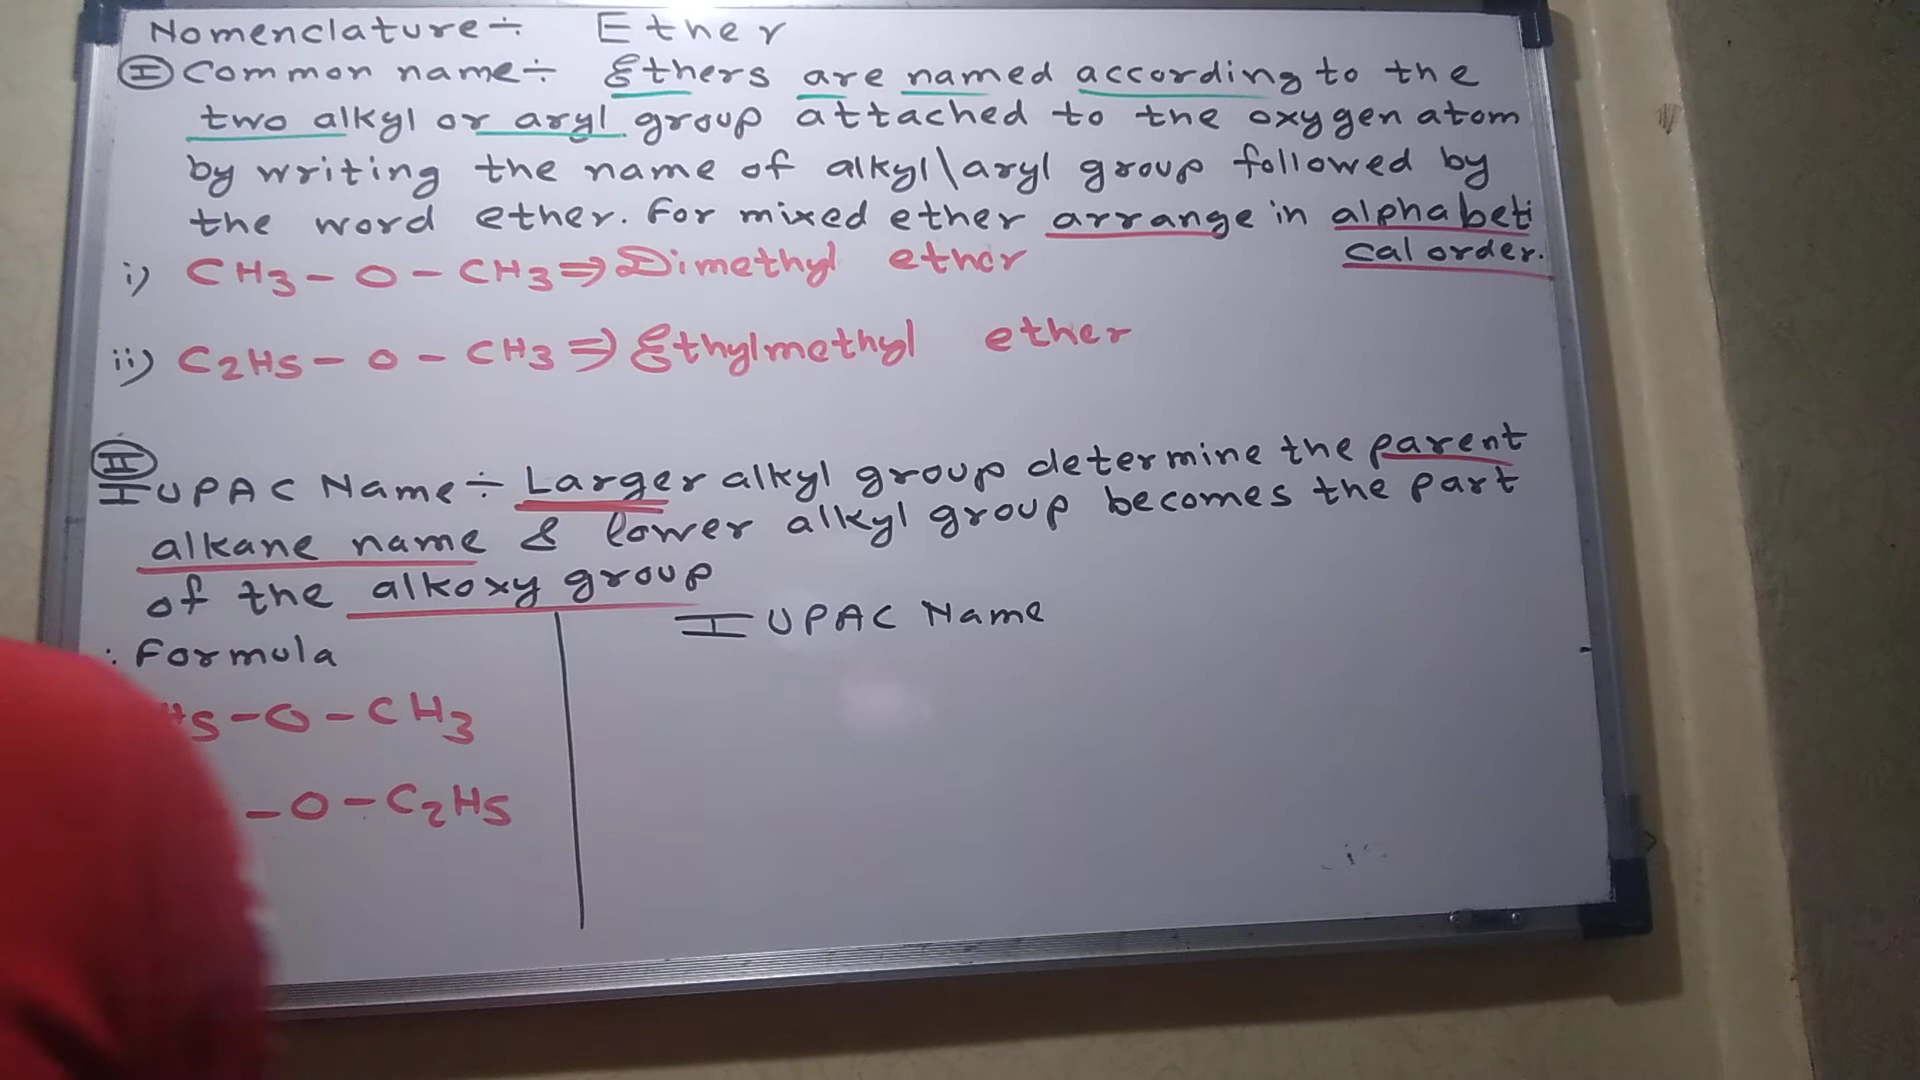 Nomenclature÷ Ether
I Common name÷ Ethers are named according to the
two alkyl or aryl group attached to the oxygen atom
by writing the name of alkyl\aryl group followed by
the word ether. For mixed ether arrange in alphabeti
cal order.
i) CH3-O-CH3⇒Dimethyl ether
ii) C2H5-O-CH3⇒Ethylmethyl ether
II
IUPAC Name÷ Larger alkyl group determine the parent
alkane name & lower alkyl group becomes the part
of the alkoxy group
: Formula
IUPAC Name
H5-O-CH3
-O-C2H5